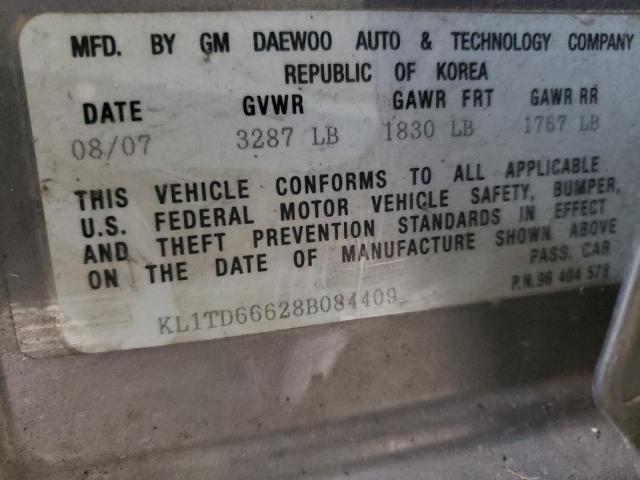 MFD. BY GM DAEWOO AUTO & TECHNOLOGY COMPANY
REPUBLIC OF KOREA
DATE GVWR GAWR FRT GAWR RR
08/07 3287 LB 1830 LB 1767 LB
THIS VEHICLE CONFORMS TO ALL APPLICABLE
U.S. FEDERAL MOTOR VEHICLE SAFETY, BUMPER,
AND THEFT PREVENTION STANDARDS IN EFFECT
ON THE DATE OF MANUFACTURE SHOWN ABOVE
PASS. CAR
P.N.96 404 578
KL1TD66628B084409